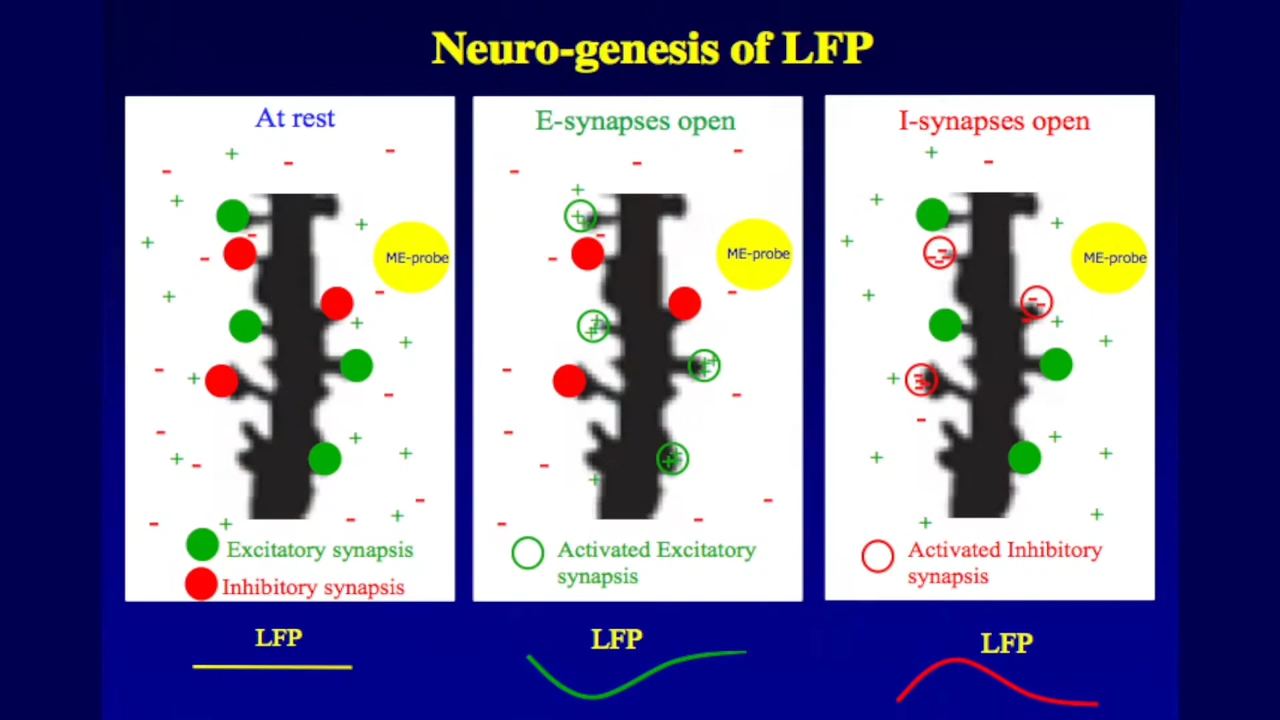 Neuro-genesis of LFP
At rest
ME-probe
Excitatory synapsis
Inhibitory synapsis
LFP
E-synapses open
ME-probe
Activated Excitatory
synapsis
LFP
I-synapses open
ME-probe
Activated Inhibitory
synapsis
LFP